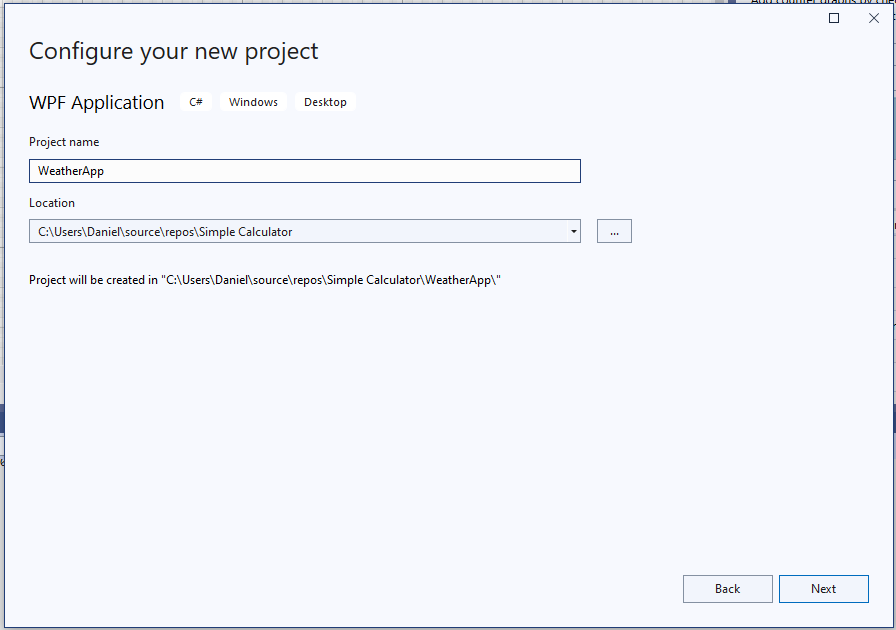 Configure your new project
WPF Application C# Windows Desktop
Project name
WeatherApp
Location
C:\Users\Daniel\source\repos\Simple Calculator
...
Project will be created in "C:\Users\Daniel\source\repos\Simple Calculator\WeatherApp\"
Back Next